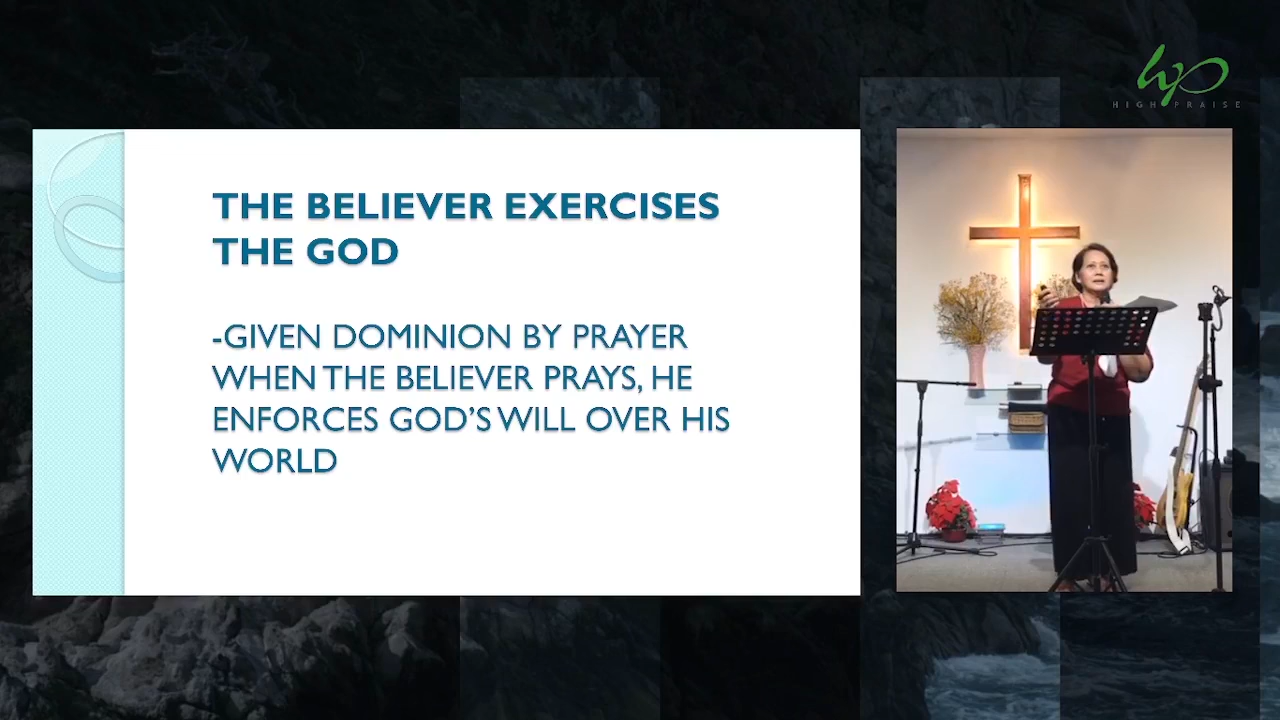 hp
HIGH PRAISE
THE BELIEVER EXERCISES
THE GOD
-GIVEN DOMINION BY PRAYER
WHEN THE BELIEVER PRAYS, HE
ENFORCES GOD'S WILL OVER HIS
WORLD